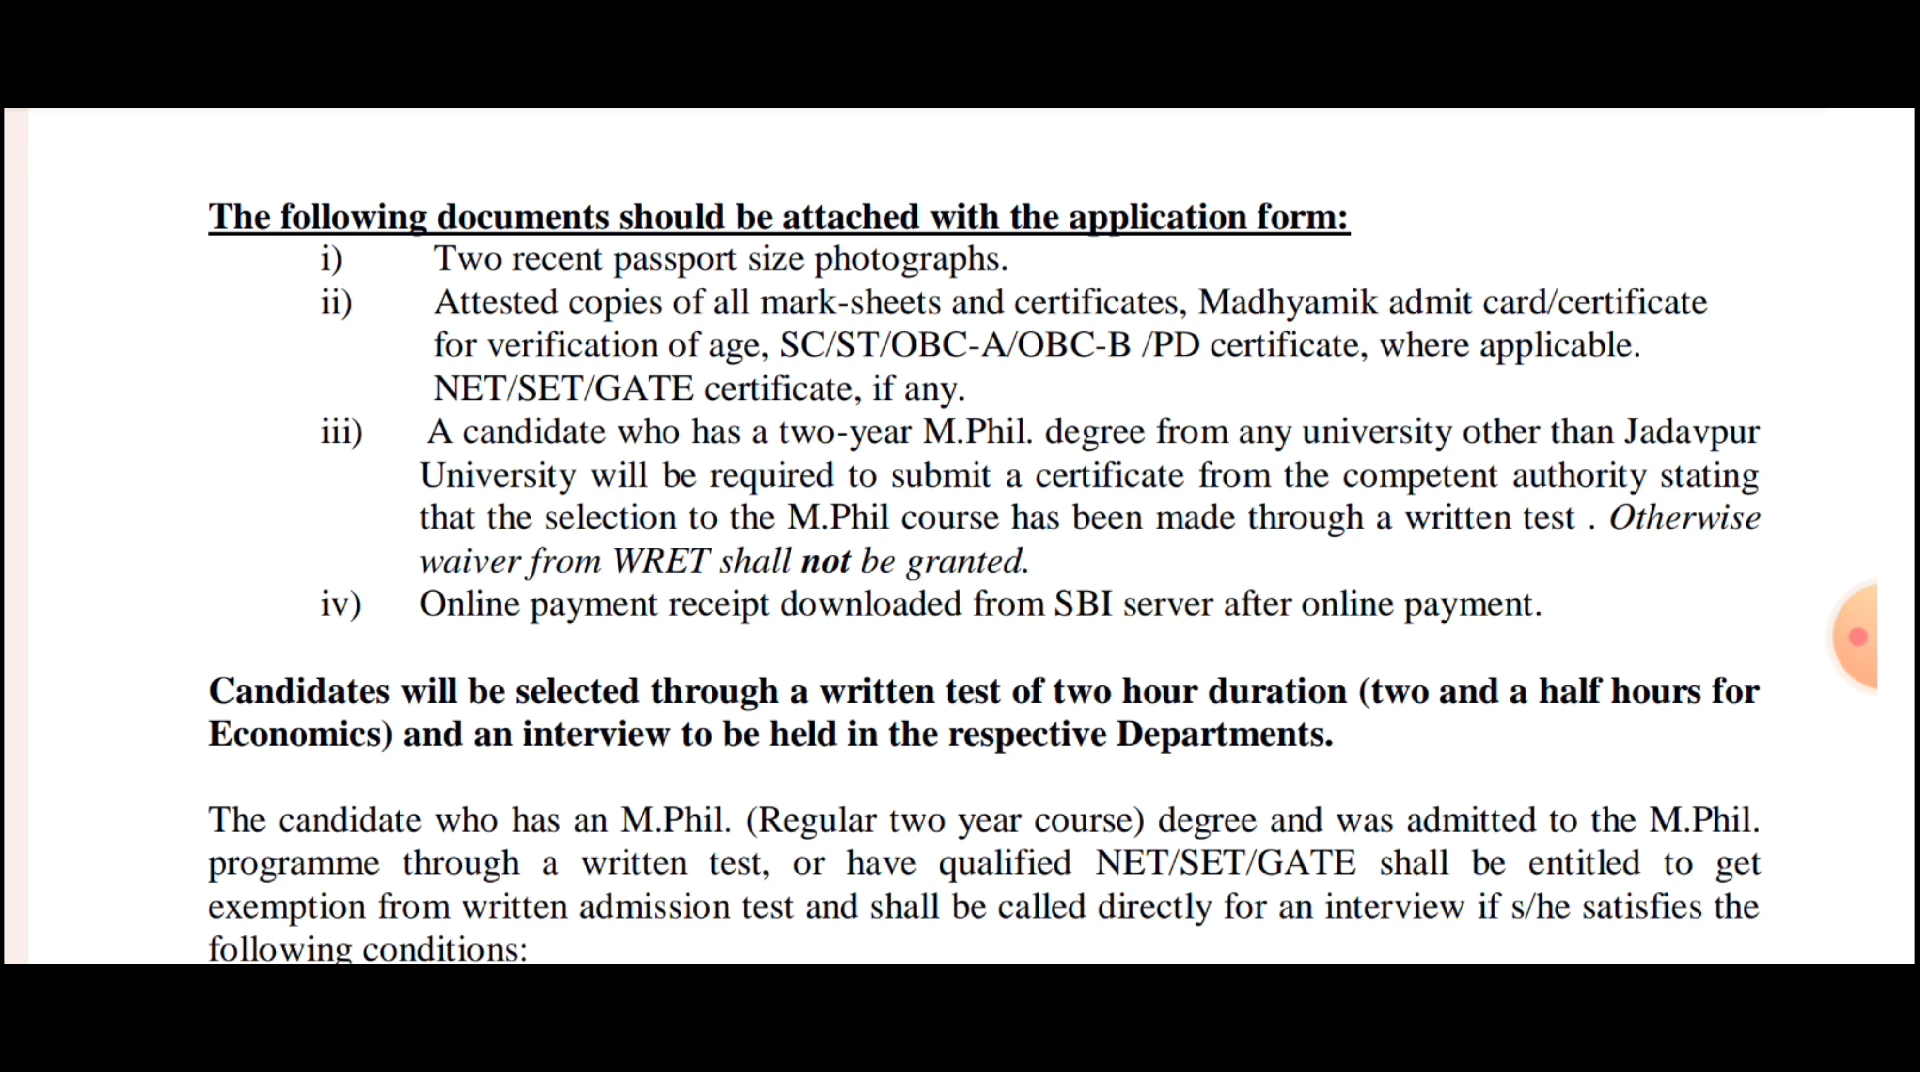 The following documents should be attached with the application form:
i) Two recent passport size photographs.
ii) Attested copies of all mark-sheets and certificates, Madhyamik admit card/certificate
for verification of age, SC/ST/OBC-A/OBC-B /PD certificate, where applicable.
NET/SET/GATE certificate, if any.
iii) A candidate who has a two-year M.Phil. degree from any university other than Jadavpur
University will be required to submit a certificate from the competent authority stating
that the selection to the M.Phil course has been made through a written test . Otherwise
waiver from WRET shall not be granted.
iv) Online payment receipt downloaded from SBI server after online payment.
Candidates will be selected through a written test of two hour duration (two and a half hours for
Economics) and an interview to be held in the respective Departments.
The candidate who has an M.Phil. (Regular two year course) degree and was admitted to the M.Phil.
programme through a written test, or have qualified NET/SET/GATE shall be entitled to get
exemption from written admission test and shall be called directly for an interview if s/he satisfies the
following conditions: